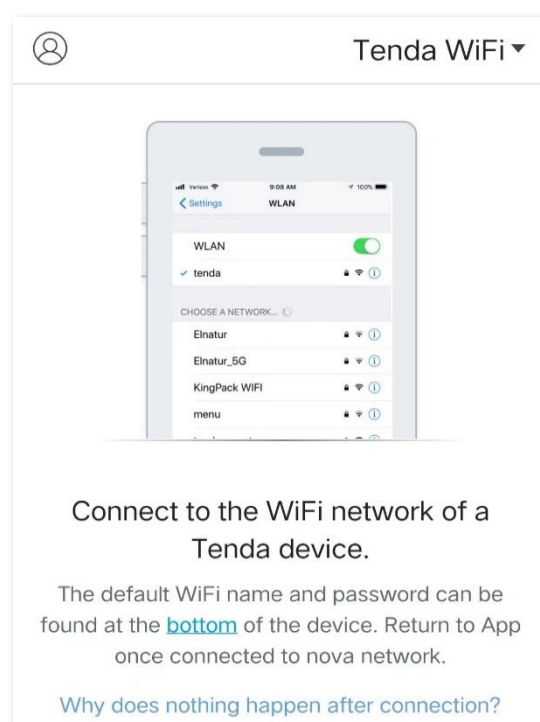 Tenda WiFi
Verizon 9:08 AM 100%
Settings WLAN
WLAN
tenda
CHOOSE A NETWORK...
Elnatur
Elnatur_5G
KingPack WIFI
menu
Connect to the WiFi network of a
Tenda device.
The default WiFi name and password can be
found at the bottom of the device. Return to App
once connected to nova network.
Why does nothing happen after connection?